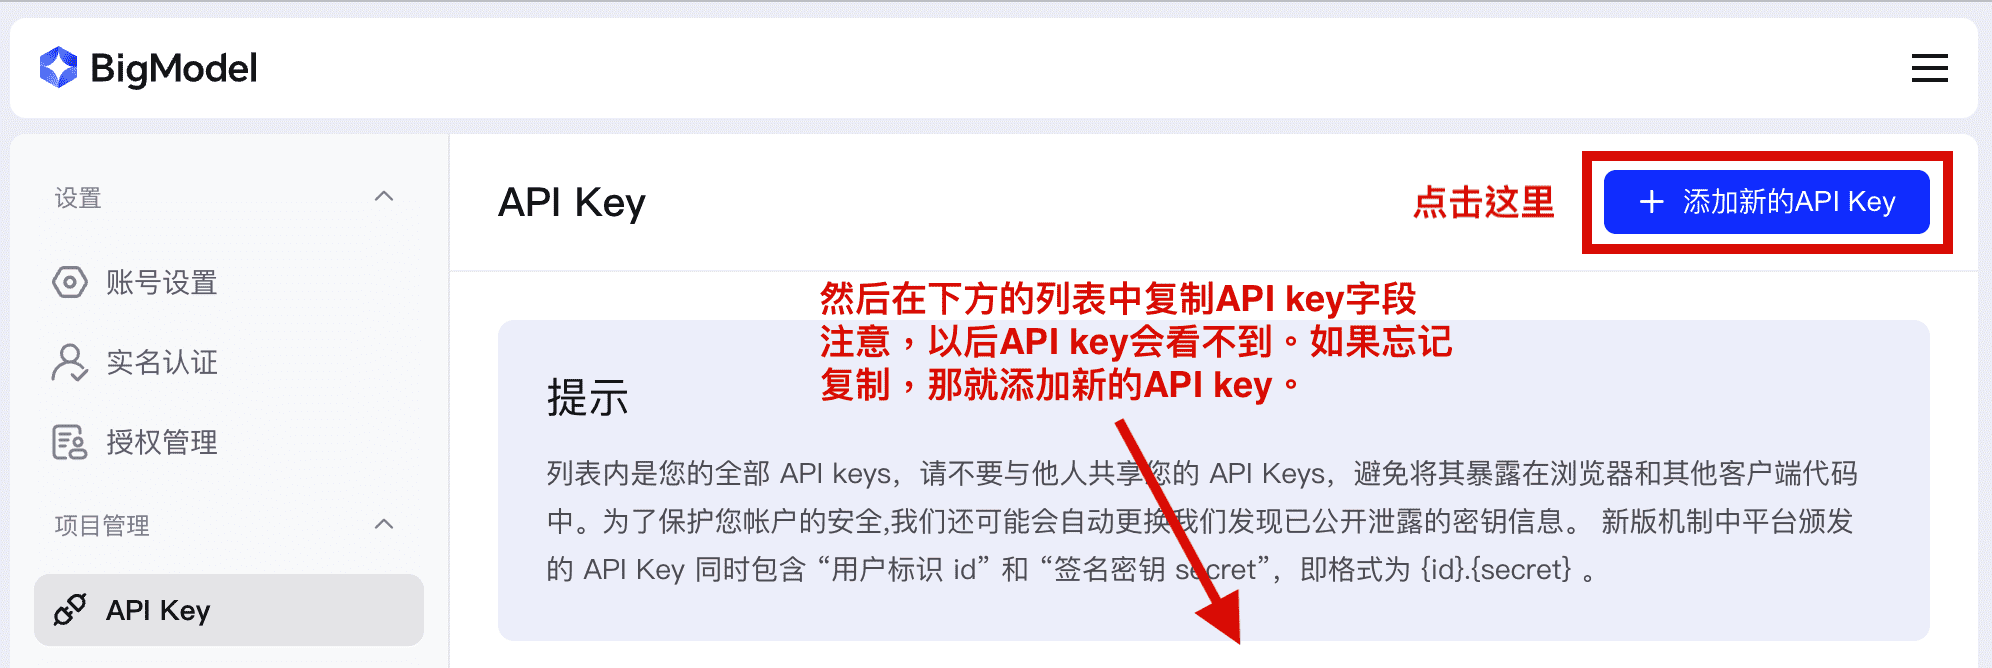 BigModel
设置
账号设置
实名认证
授权管理
项目管理
API Key
API Key
点击这里
添加新的API Key
然后在下方的列表中复制API key字段
注意，以后API key会看不到。如果忘记
复制，那就添加新的API key。
提示
列表内是您的全部 API keys，请不要与他人共享您的 API Keys，避免将其暴露在浏览器和其他客户端代码
中。为了保护您帐户的安全,我们还可能会自动更换我们发现已公开泄露的密钥信息。 新版机制中平台颁发
的 API Key 同时包含 “用户标识 id” 和 “签名密钥 secret”，即格式为 {id}.{secret} 。